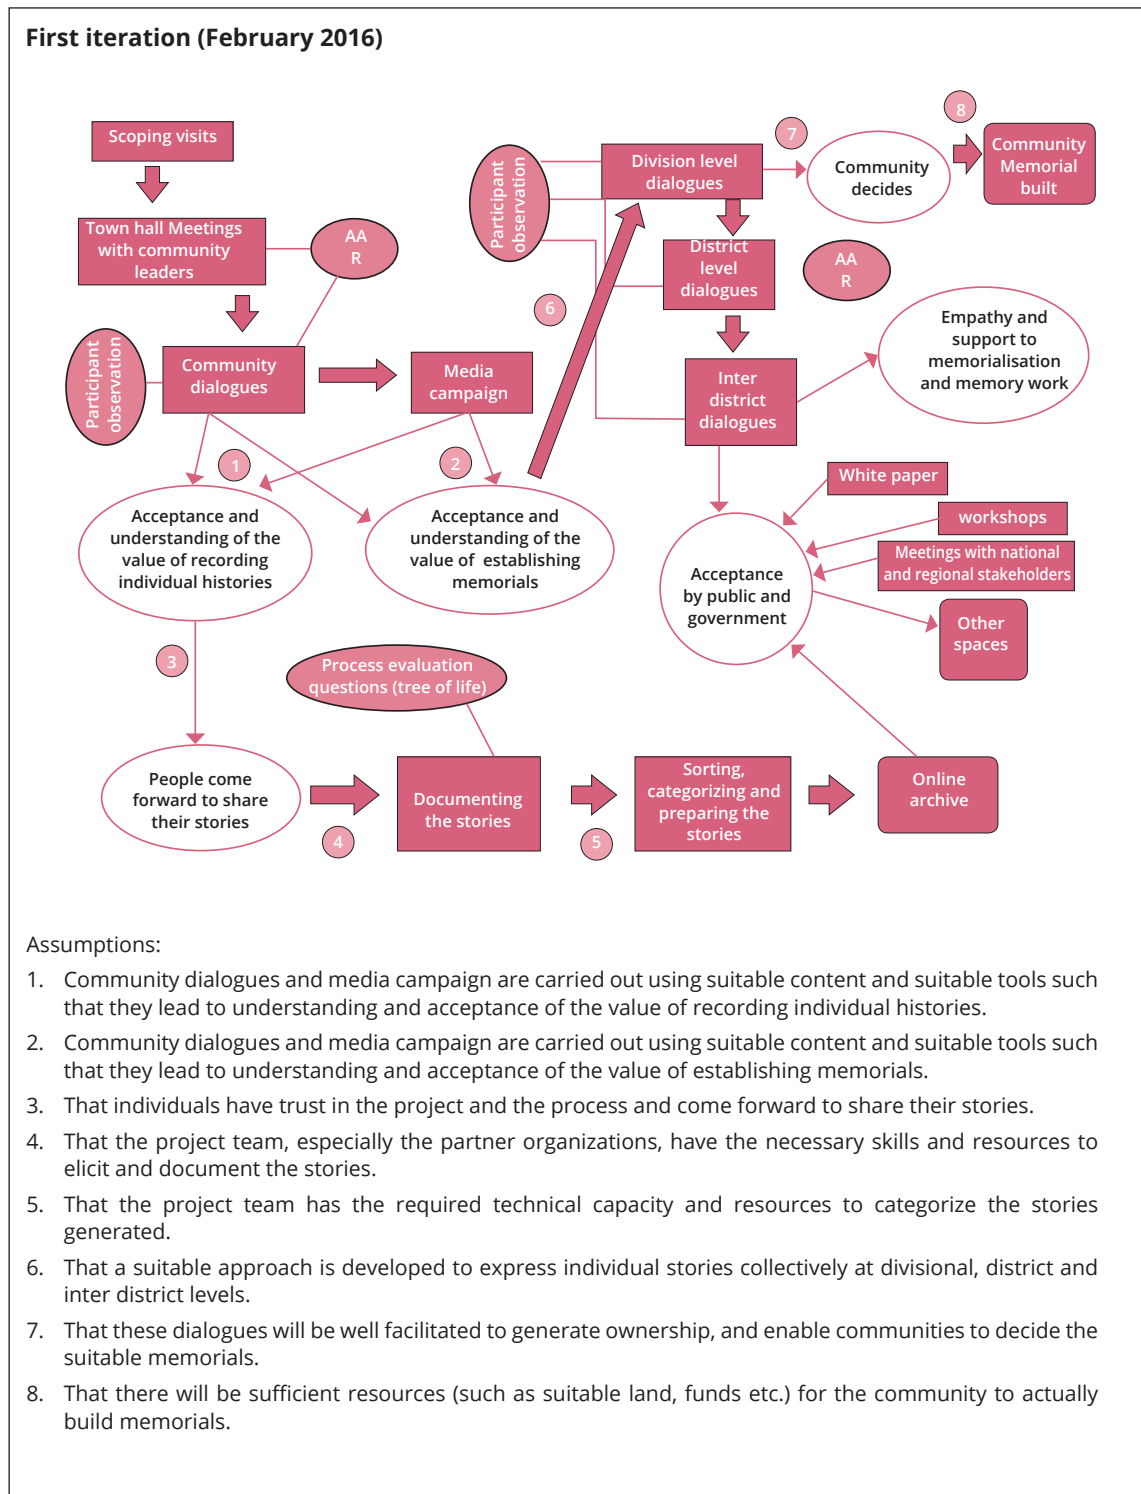 First iteration (February 2016)
Scoping visits
Town hall Meetings
with community
leaders
AA
R
Participant
observation
Community
dialogues
Media
campaign
1
2
Acceptance and
understanding of the
value of recording
individual histories
Acceptance and
understanding of the
value of establishing
memorials
3
6
Participant
observation
Division level
dialogues
7
Community
decides
8
Community
Memorial
built
District
level
dialogues
AA
R
Inter
district
dialogues
Empathy and
support to
memorialisation
and memory work
White paper
workshops
Meetings with national
and regional stakeholders
Acceptance
by public and
government
Other
spaces
Process evaluation
questions (tree of life)
People come
forward to share
their stories
4
Documenting
the stories
5
Sorting,
categorizing and
preparing the
stories
Online
archive
Assumptions:
1. Community dialogues and media campaign are carried out using suitable content and suitable tools such
that they lead to understanding and acceptance of the value of recording individual histories.
2. Community dialogues and media campaign are carried out using suitable content and suitable tools such
that they lead to understanding and acceptance of the value of establishing memorials.
3. That individuals have trust in the project and the process and come forward to share their stories.
4. That the project team, especially the partner organizations, have the necessary skills and resources to
elicit and document the stories.
5. That the project team has the required technical capacity and resources to categorize the stories
generated.
6. That a suitable approach is developed to express individual stories collectively at divisional, district and
inter district levels.
7. That these dialogues will be well facilitated to generate ownership, and enable communities to decide the
suitable memorials.
8. That there will be sufficient resources (such as suitable land, funds etc.) for the community to actually
build memorials.